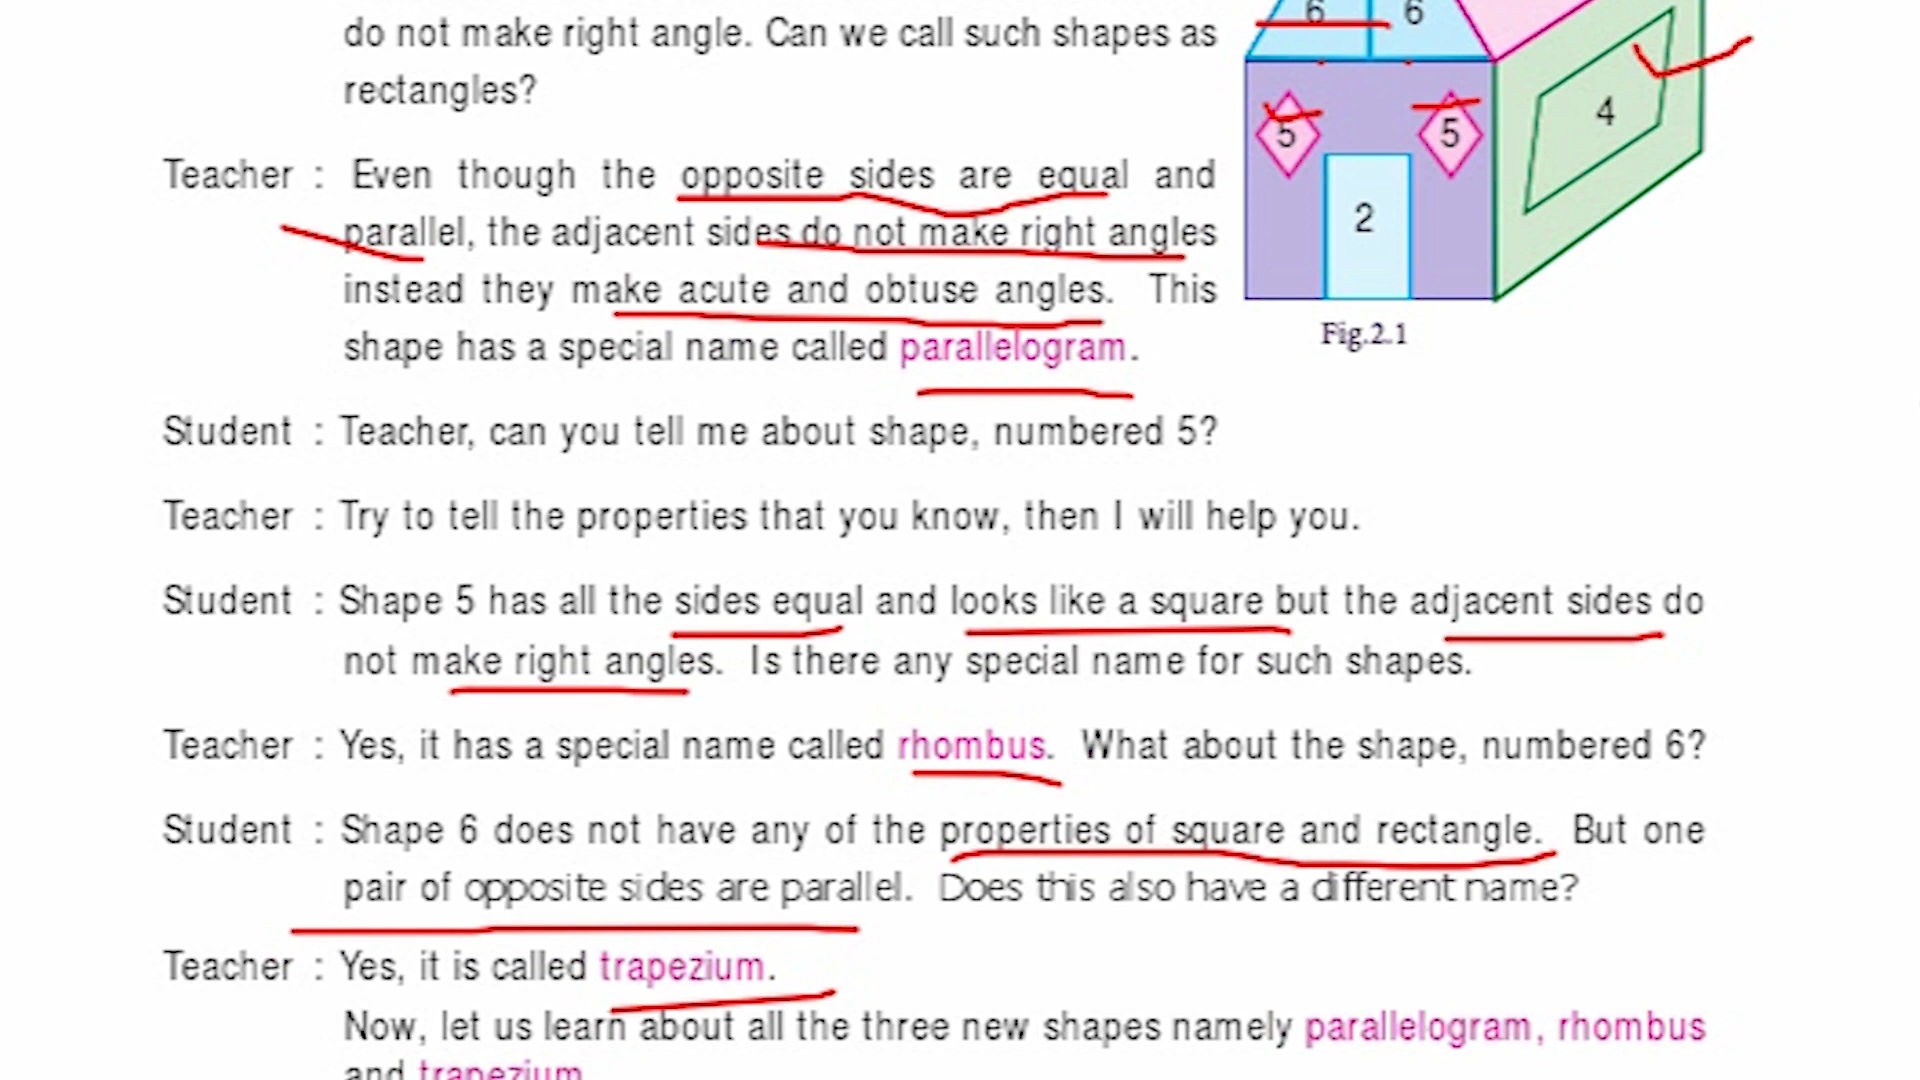 do not make right angle. Can we call such shapes as
rectangles?
Teacher : Even though the opposite sides are equal and
parallel, the adjacent sides do not make right angles
instead they make acute and obtuse angles. This
shape has a special name called parallelogram.
6 6
4
5 5
2
Fig.2.1
Student : Teacher, can you tell me about shape, numbered 5?
Teacher : Try to tell the properties that you know, then I will help you.
Student : Shape 5 has all the sides equal and looks like a square but the adjacent sides do
not make right angles. Is there any special name for such shapes.
Teacher : Yes, it has a special name called rhombus. What about the shape, numbered 6?
Student : Shape 6 does not have any of the properties of square and rectangle. But one
pair of opposite sides are parallel. Does this also have a different name?
Teacher : Yes, it is called trapezium.
Now, let us learn about all the three new shapes namely parallelogram, rhombus
and trapezium